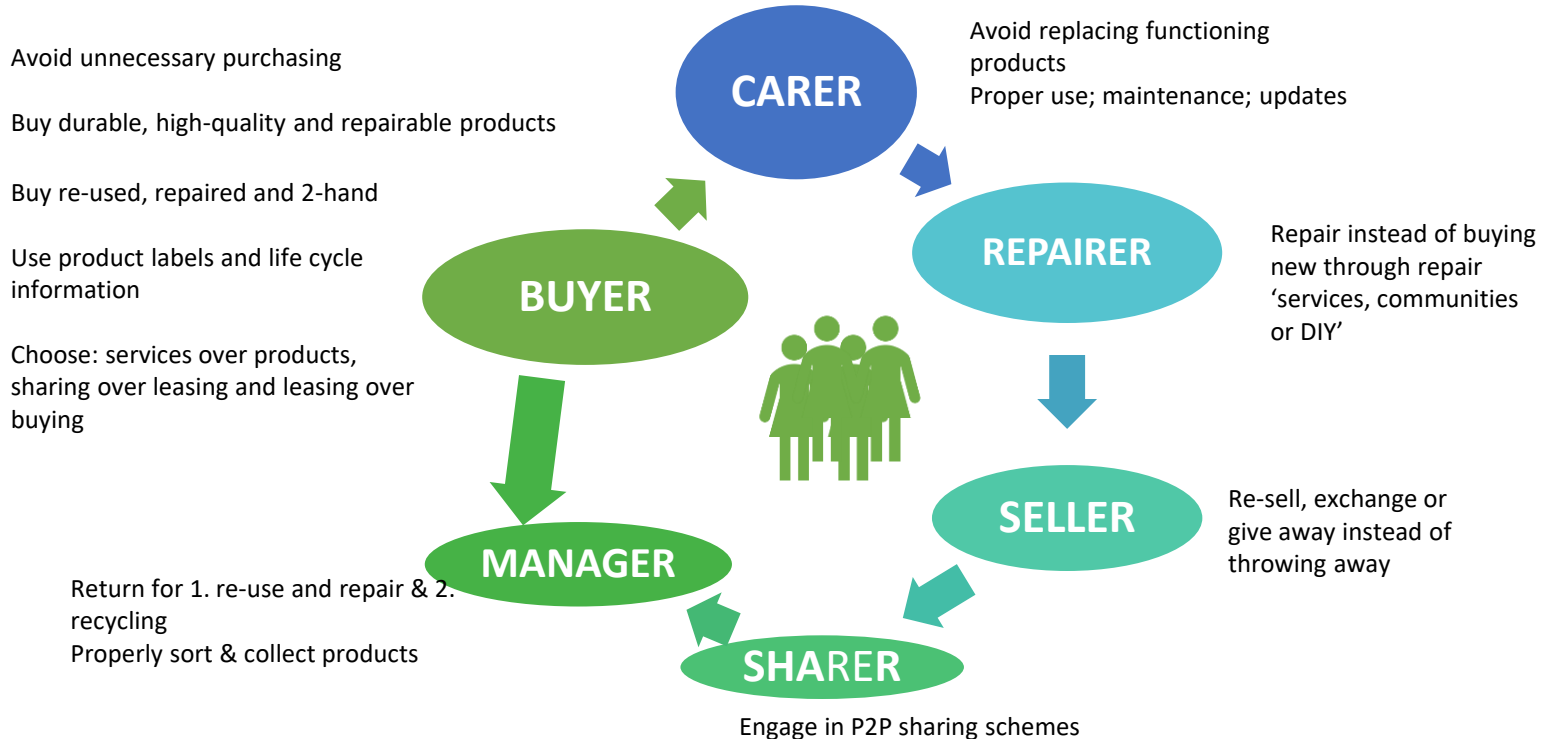 Avoid unnecessary purchasing
Buy durable, high-quality and repairable products
Buy re-used, repaired and 2-hand
Use product labels and life cycle
information
Choose: services over products,
sharing over leasing and leasing over
buying
BUYER
CARER
Avoid replacing functioning
products
Proper use; maintenance; updates
REPAIRER
Repair instead of buying
new through repair
‘services, communities
or DIY’
SELLER
Re-sell, exchange or
give away instead of
throwing away
SHARER
Engage in P2P sharing schemes
MANAGER
Return for 1. re-use and repair & 2.
recycling
Properly sort & collect products